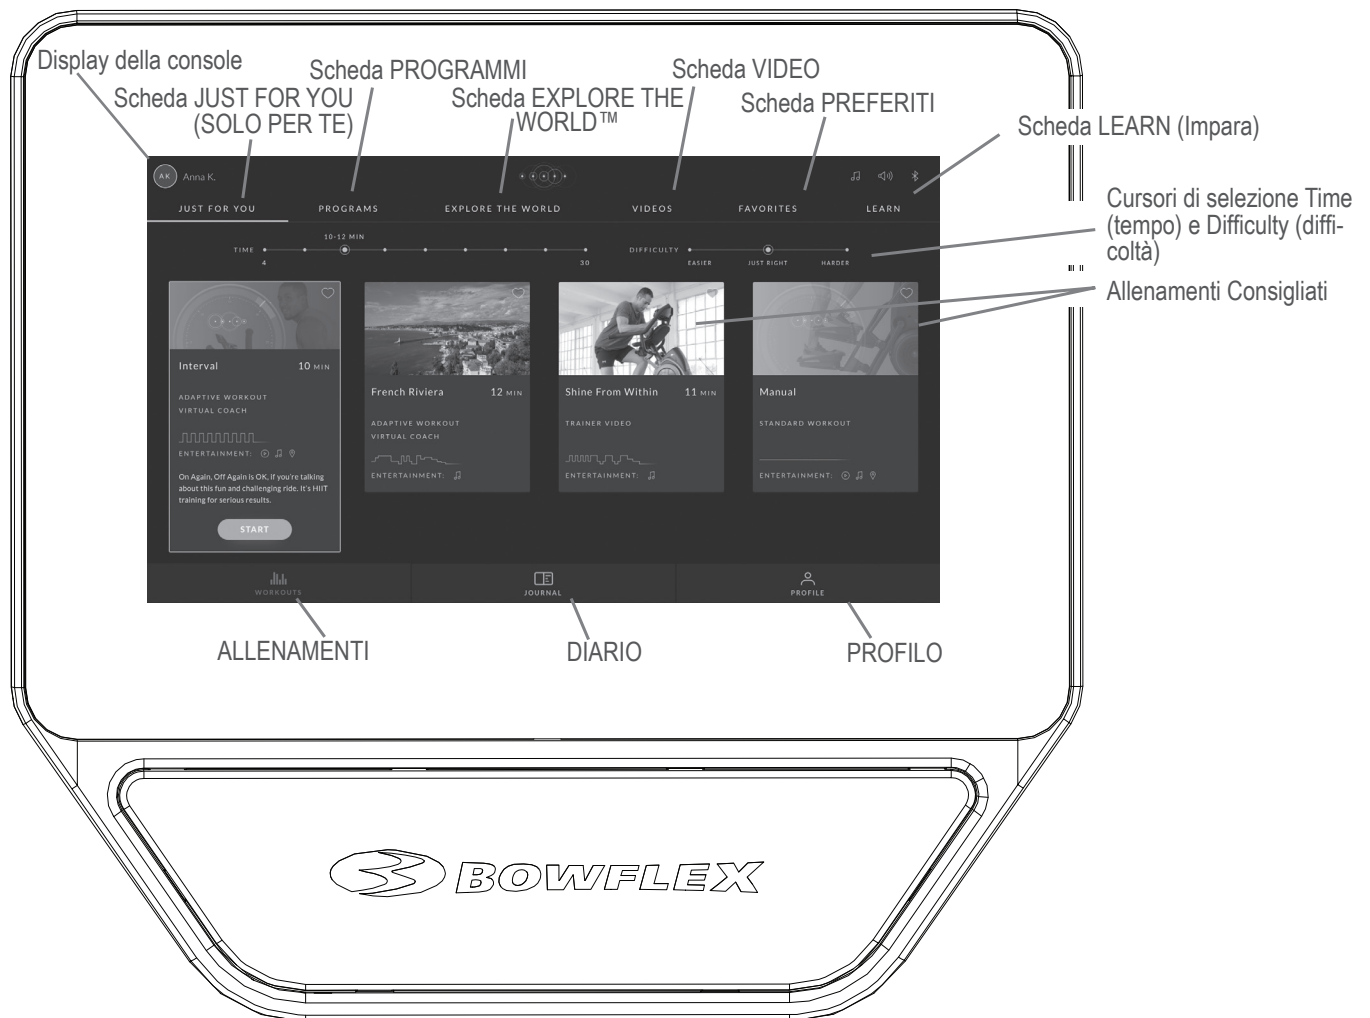 Display della console
Scheda JUST FOR YOU
(SOLO PER TE)
Scheda PROGRAMMI
Scheda EXPLORE THE
WORLD™
Scheda VIDEO
Scheda PREFERITI
Scheda LEARN (Impara)
Cursori di selezione Time
(tempo) e Difficulty (diffi-
coltà)
Allenamenti Consigliati
AK Anna K.
JUST FOR YOU PROGRAMS EXPLORE THE WORLD VIDEOS FAVORITES LEARN
10-12 MIN
TIME DIFFICULTY
4 30 EASIER JUST RIGHT HARDER
Interval 10 MIN
ADAPTIVE WORKOUT
VIRTUAL COACH
ENTERTAINMENT:
On Again, Off Again is OK, if you're talking
about this fun and challenging ride. It's HIIT
training for serious results.
START
French Riviera 12 MIN
ADAPTIVE WORKOUT
VIRTUAL COACH
ENTERTAINMENT:
Shine From Within 11 MIN
TRAINER VIDEO
ENTERTAINMENT:
Manual
STANDARD WORKOUT
ENTERTAINMENT:
WORKOUTS JOURNAL PROFILE
ALLENAMENTI DIARIO PROFILO
BOWFLEX